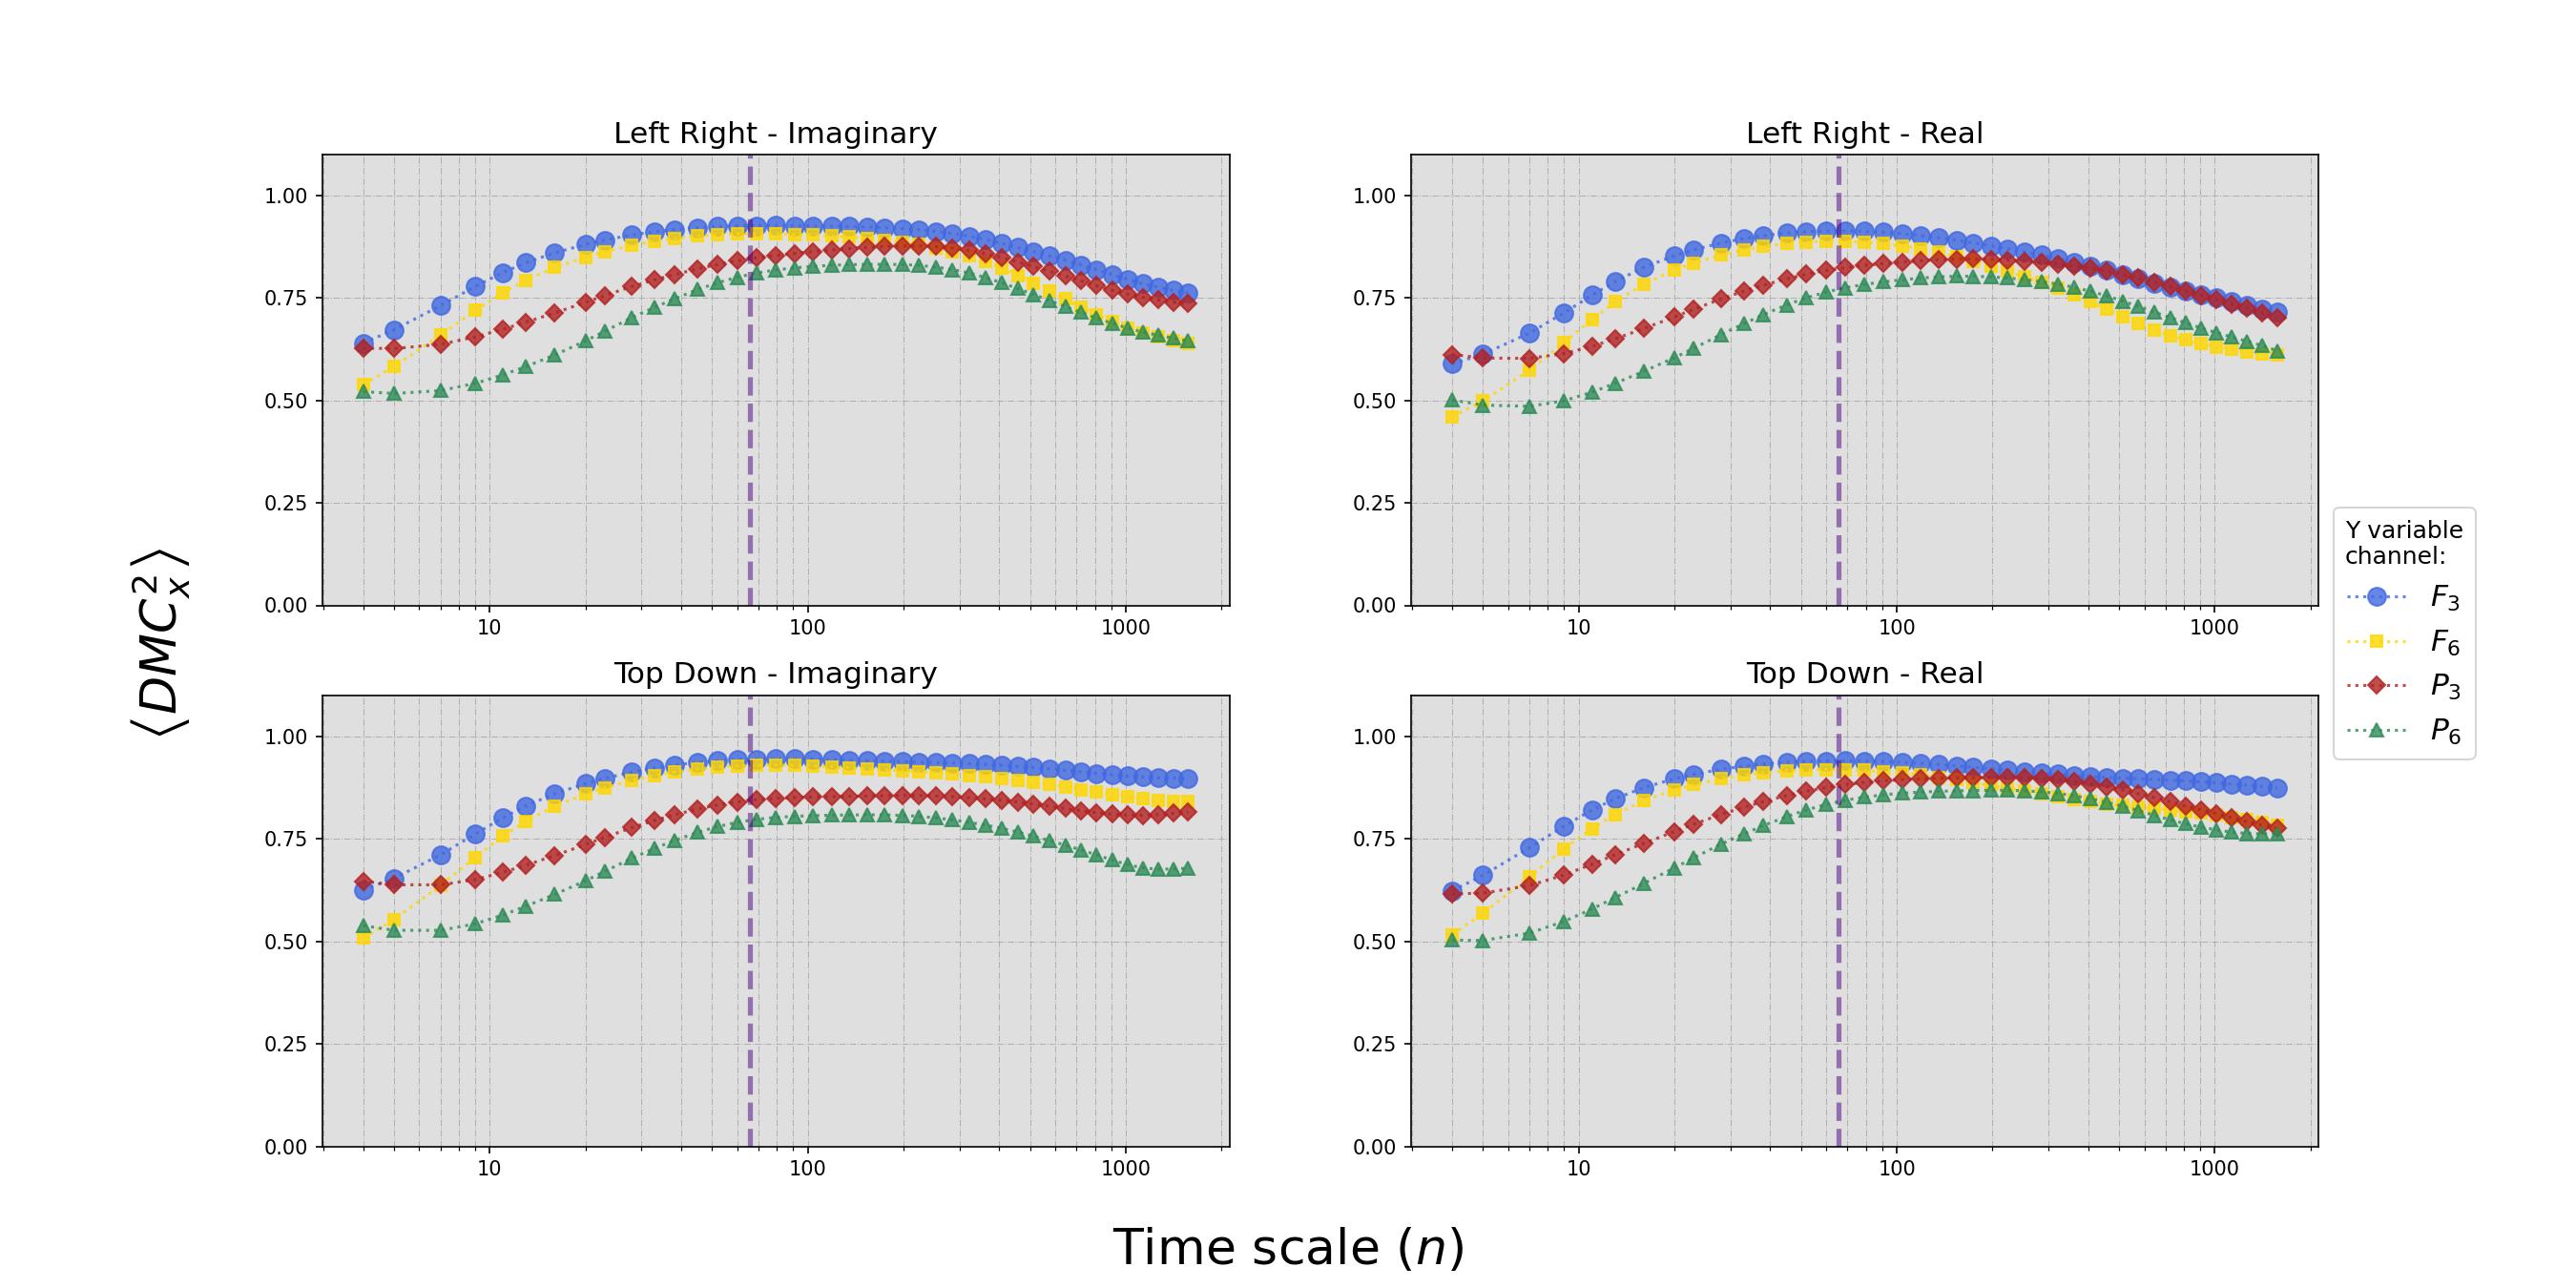 Left Right - Imaginary
1.00
0.75
0.50
0.25
0.00
10 100 1000
Left Right - Real
1.00
0.75
0.50
0.25
0.00
10 100 1000
Top Down - Imaginary
1.00
0.75
0.50
0.25
0.00
10 100 1000
Top Down - Real
1.00
0.75
0.50
0.25
0.00
10 100 1000
⟨DMC²ₓ⟩
Time scale (n)
Y variable
channel:
F₃
F₆
P₃
P₆